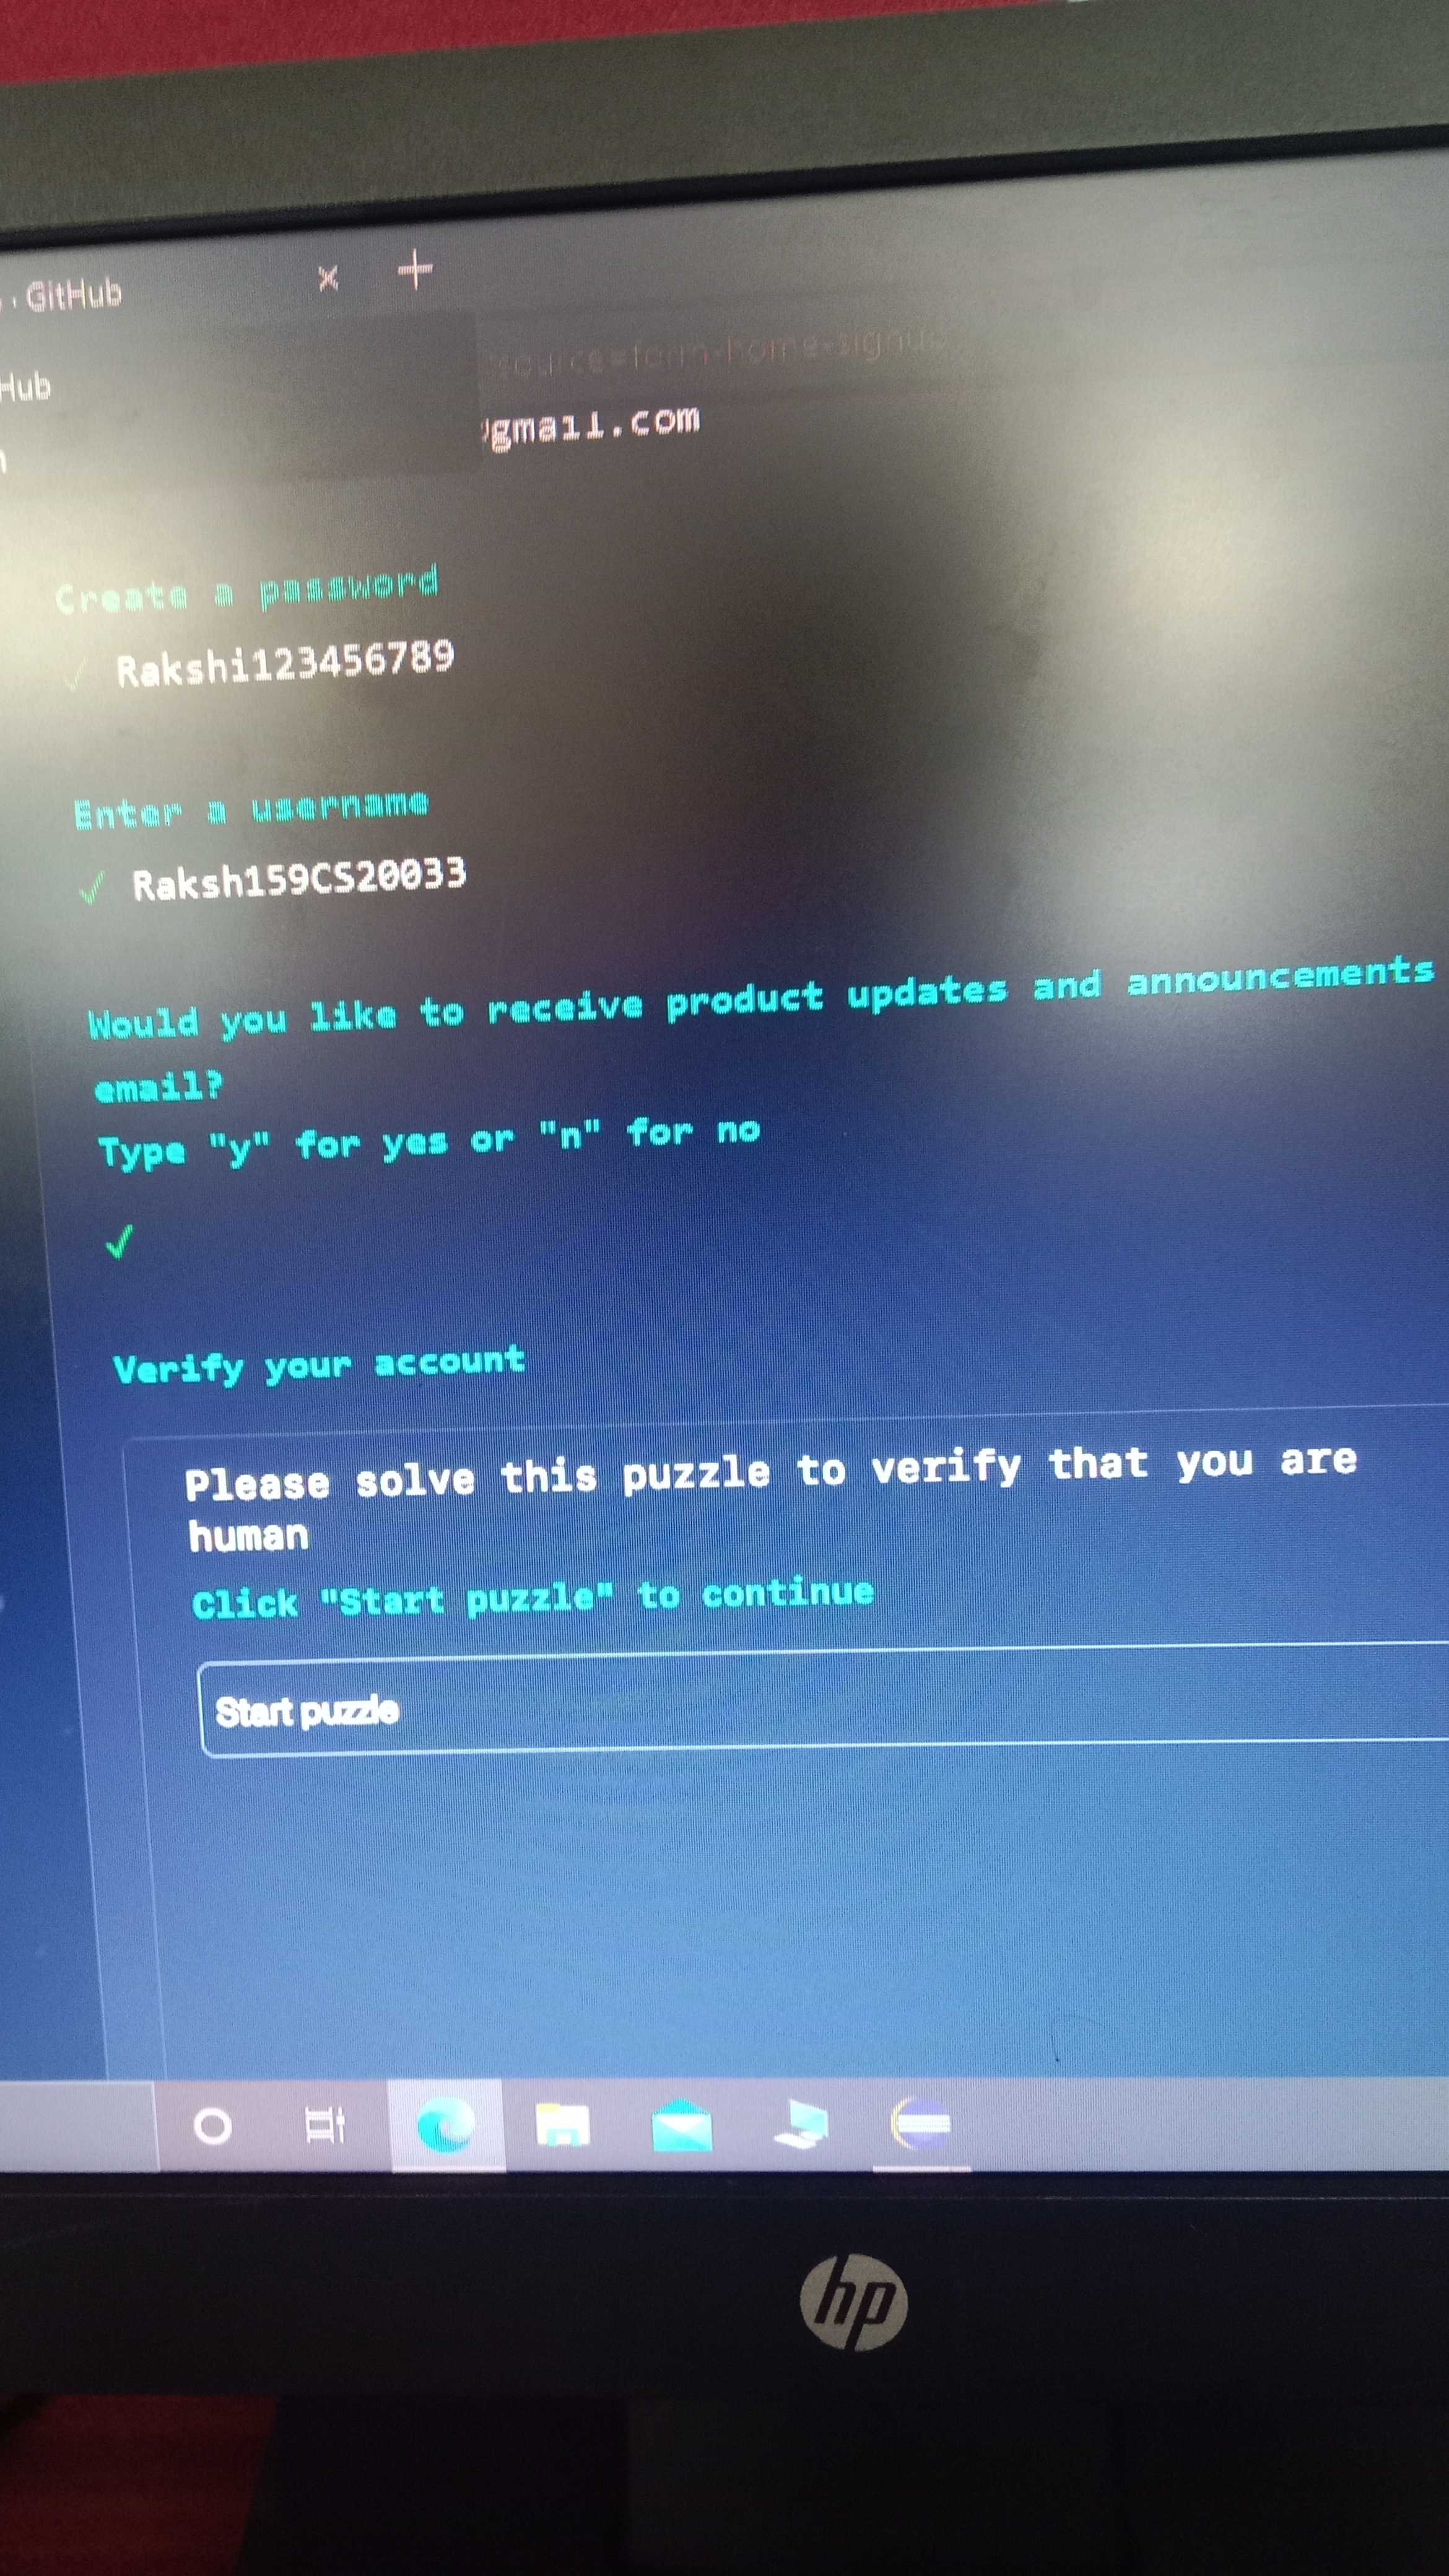 · GitHub
Hub
source=form-home-signup
@gmail.com
Create a password
Rakshi123456789
Enter a username
Raksh159CS20033
Would you like to receive product updates and announcements
email?
Type "y" for yes or "n" for no
Verify your account
Please solve this puzzle to verify that you are
human
Click "Start puzzle" to continue
Start puzzle
hp